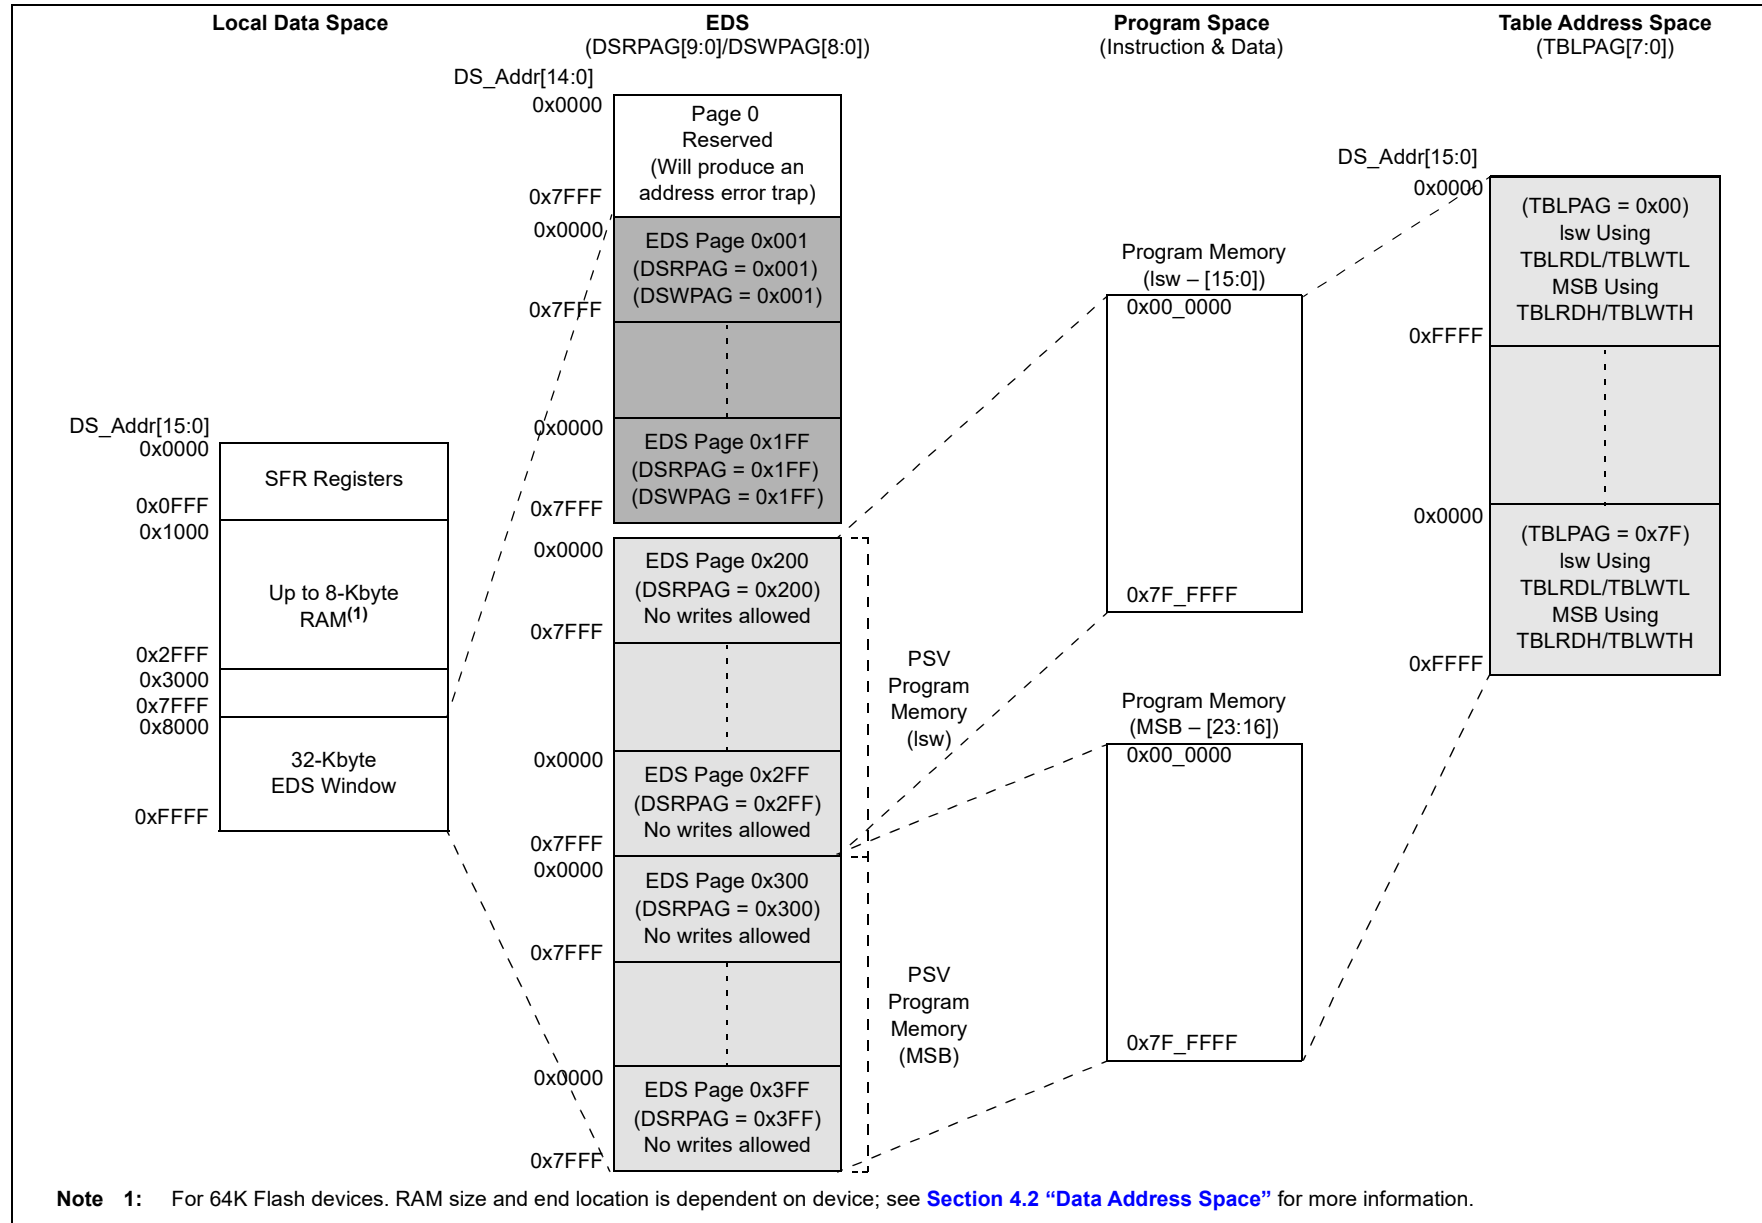 Local Data Space
DS_Addr[15:0]
0x0000
SFR Registers
0x0FFF
0x1000
Up to 8-Kbyte
RAM(1)
0x2FFF
0x3000
0x7FFF
0x8000
32-Kbyte
EDS Window
0xFFFF
EDS
(DSRPAG[9:0]/DSWPAG[8:0])
DS_Addr[14:0]
0x0000
Page 0
Reserved
(Will produce an
address error trap)
0x7FFF
0x0000
EDS Page 0x001
(DSRPAG = 0x001)
(DSWPAG = 0x001)
0x7FFF
0x0000
EDS Page 0x1FF
(DSRPAG = 0x1FF)
(DSWPAG = 0x1FF)
0x7FFF
0x0000
EDS Page 0x200
(DSRPAG = 0x200)
No writes allowed
0x7FFF
PSV
Program
Memory
(lsw)
0x0000
EDS Page 0x2FF
(DSRPAG = 0x2FF)
No writes allowed
0x7FFF
0x0000
EDS Page 0x300
(DSRPAG = 0x300)
No writes allowed
0x7FFF
PSV
Program
Memory
(MSB)
0x0000
EDS Page 0x3FF
(DSRPAG = 0x3FF)
No writes allowed
0x7FFF
Program Space
(Instruction & Data)
Program Memory
(lsw – [15:0])
0x00_0000
0x7F_FFFF
Program Memory
(MSB – [23:16])
0x00_0000
0x7F_FFFF
Table Address Space
(TBLPAG[7:0])
DS_Addr[15:0]
0x0000
(TBLPAG = 0x00)
lsw Using
TBLRDL/TBLWTL
MSB Using
TBLRDH/TBLWTH
0xFFFF
0x0000
(TBLPAG = 0x7F)
lsw Using
TBLRDL/TBLWTL
MSB Using
TBLRDH/TBLWTH
0xFFFF
Note 1: For 64K Flash devices. RAM size and end location is dependent on device; see Section 4.2 “Data Address Space” for more information.